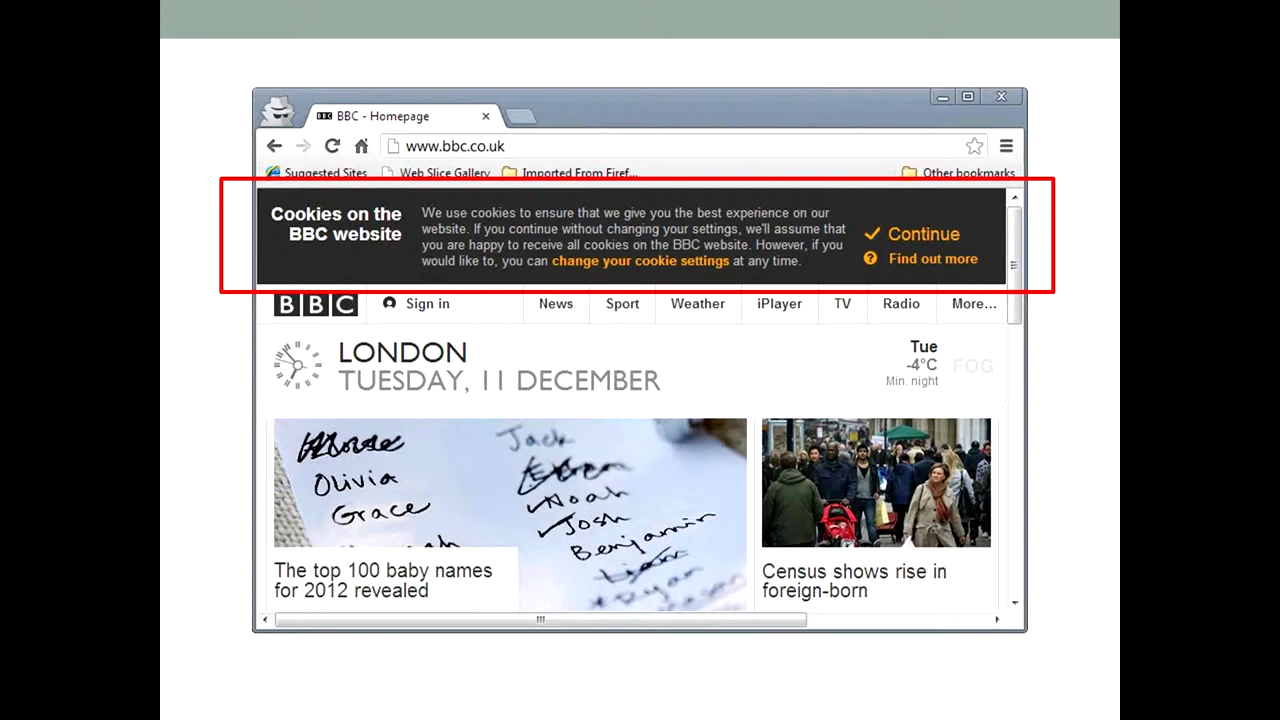 BBC - Homepage
www.bbc.co.uk
Suggested Sites Web Slice Gallery Imported From Firef... Other bookmarks
Cookies on the
BBC website
We use cookies to ensure that we give you the best experience on our
website. If you continue without changing your settings, we'll assume that
you are happy to receive all cookies on the BBC website. However, if you
would like to, you can change your cookie settings at any time.
Continue
Find out more
BBC Sign in News Sport Weather iPlayer TV Radio More...
LONDON
TUESDAY, 11 DECEMBER
Tue
-4°C
Min. night
FOG
Olivia
Grace
Jack
Noah
Josh
Benjamin
Ryan
The top 100 baby names
for 2012 revealed
Census shows rise in
foreign-born